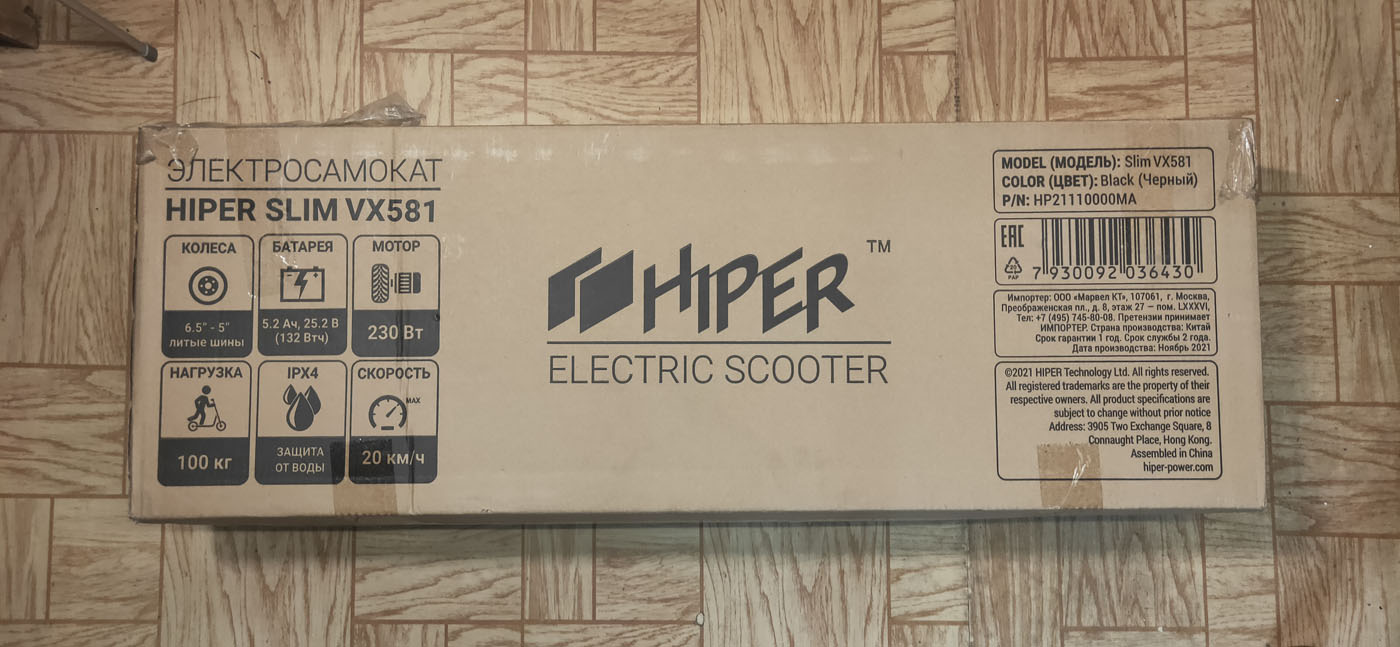 ЭЛЕКТРОСАМОКАТ
HIPER SLIM VX581
КОЛЕСА
6.5" - 5"
литые шины
БАТАРЕЯ
5.2 Ач, 25.2 В
(132 Втч)
МОТОР
230 Вт
НАГРУЗКА
100 кг
IPX4
ЗАЩИТА
ОТ ВОДЫ
СКОРОСТЬ
MAX
20 км/ч
HIPER ™
ELECTRIC SCOOTER
MODEL (МОДЕЛЬ): Slim VX581
COLOR (ЦВЕТ): Black (Черный)
P/N: HP21110000MA
EAC
PAP
7 930092 036430
Импортер: ООО «Марвел КТ», 107061, г. Москва,
Преображенская пл., д. 8, этаж 27 – пом. LXXXVI,
Тел: +7 (495) 745-80-08. Претензии принимает
ИМПОРТЕР. Страна производства: Китай
Срок гарантии 1 год. Срок службы 2 года.
Дата производства: Ноябрь 2021
©2021 HIPER Technology Ltd. All rights reserved.
All registered trademarks are the property of their
respective owners. All product specifications are
subject to change without prior notice
Address: 3905 Two Exchange Square, 8
Connaught Place, Hong Kong.
Assembled in China
hiper-power.com